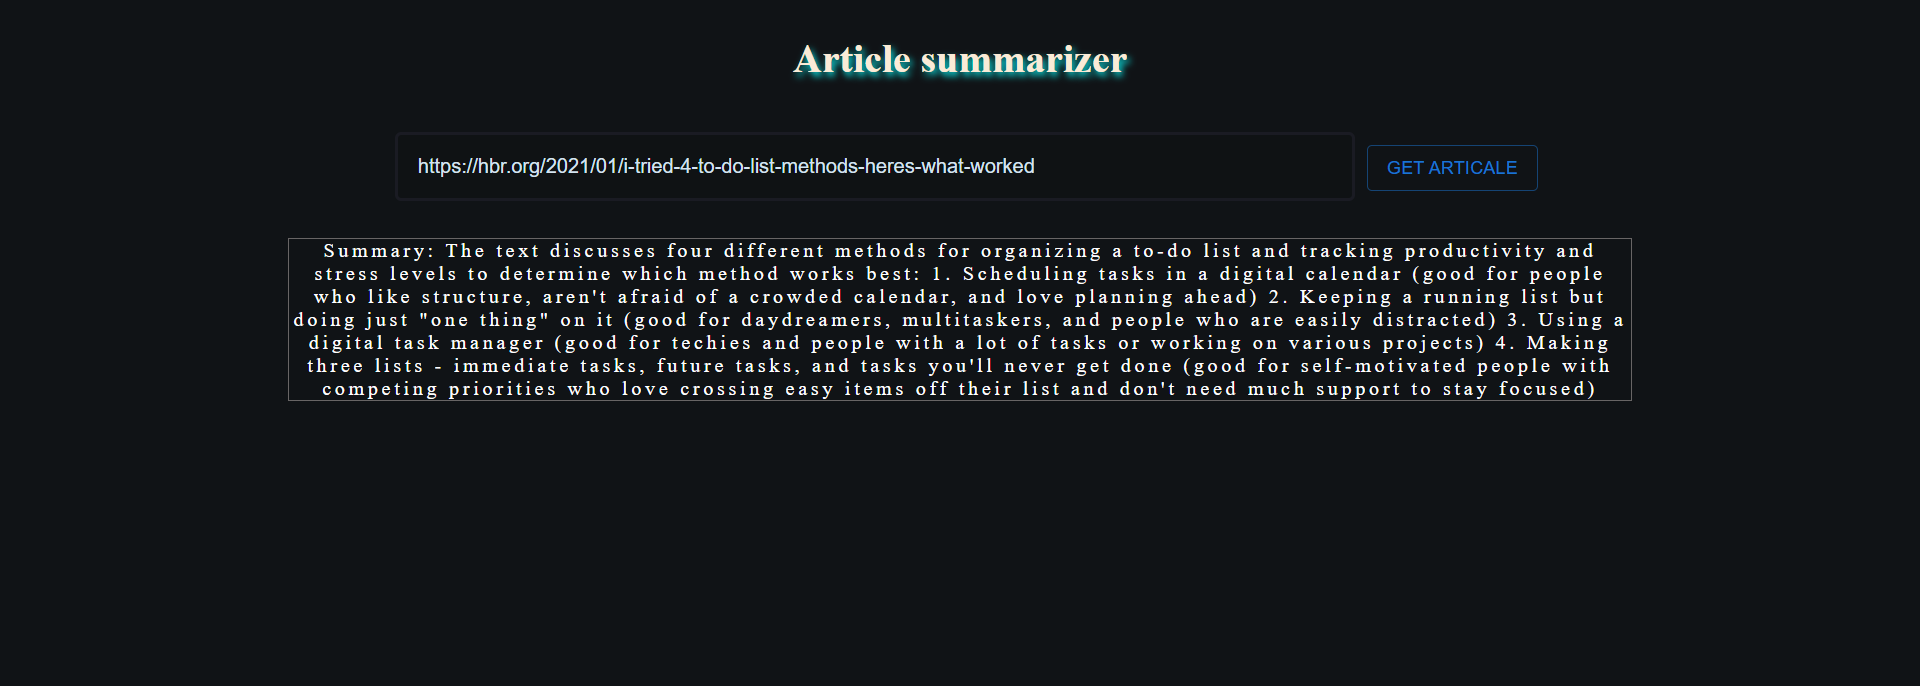 Article summarizer
https://hbr.org/2021/01/i-tried-4-to-do-list-methods-heres-what-worked
GET ARTICALE
Summary: The text discusses four different methods for organizing a to-do list and tracking productivity and
stress levels to determine which method works best: 1. Scheduling tasks in a digital calendar (good for people
who like structure, aren't afraid of a crowded calendar, and love planning ahead) 2. Keeping a running list but
doing just "one thing" on it (good for daydreamers, multitaskers, and people who are easily distracted) 3. Using a
digital task manager (good for techies and people with a lot of tasks or working on various projects) 4. Making
three lists - immediate tasks, future tasks, and tasks you'll never get done (good for self-motivated people with
competing priorities who love crossing easy items off their list and don't need much support to stay focused)